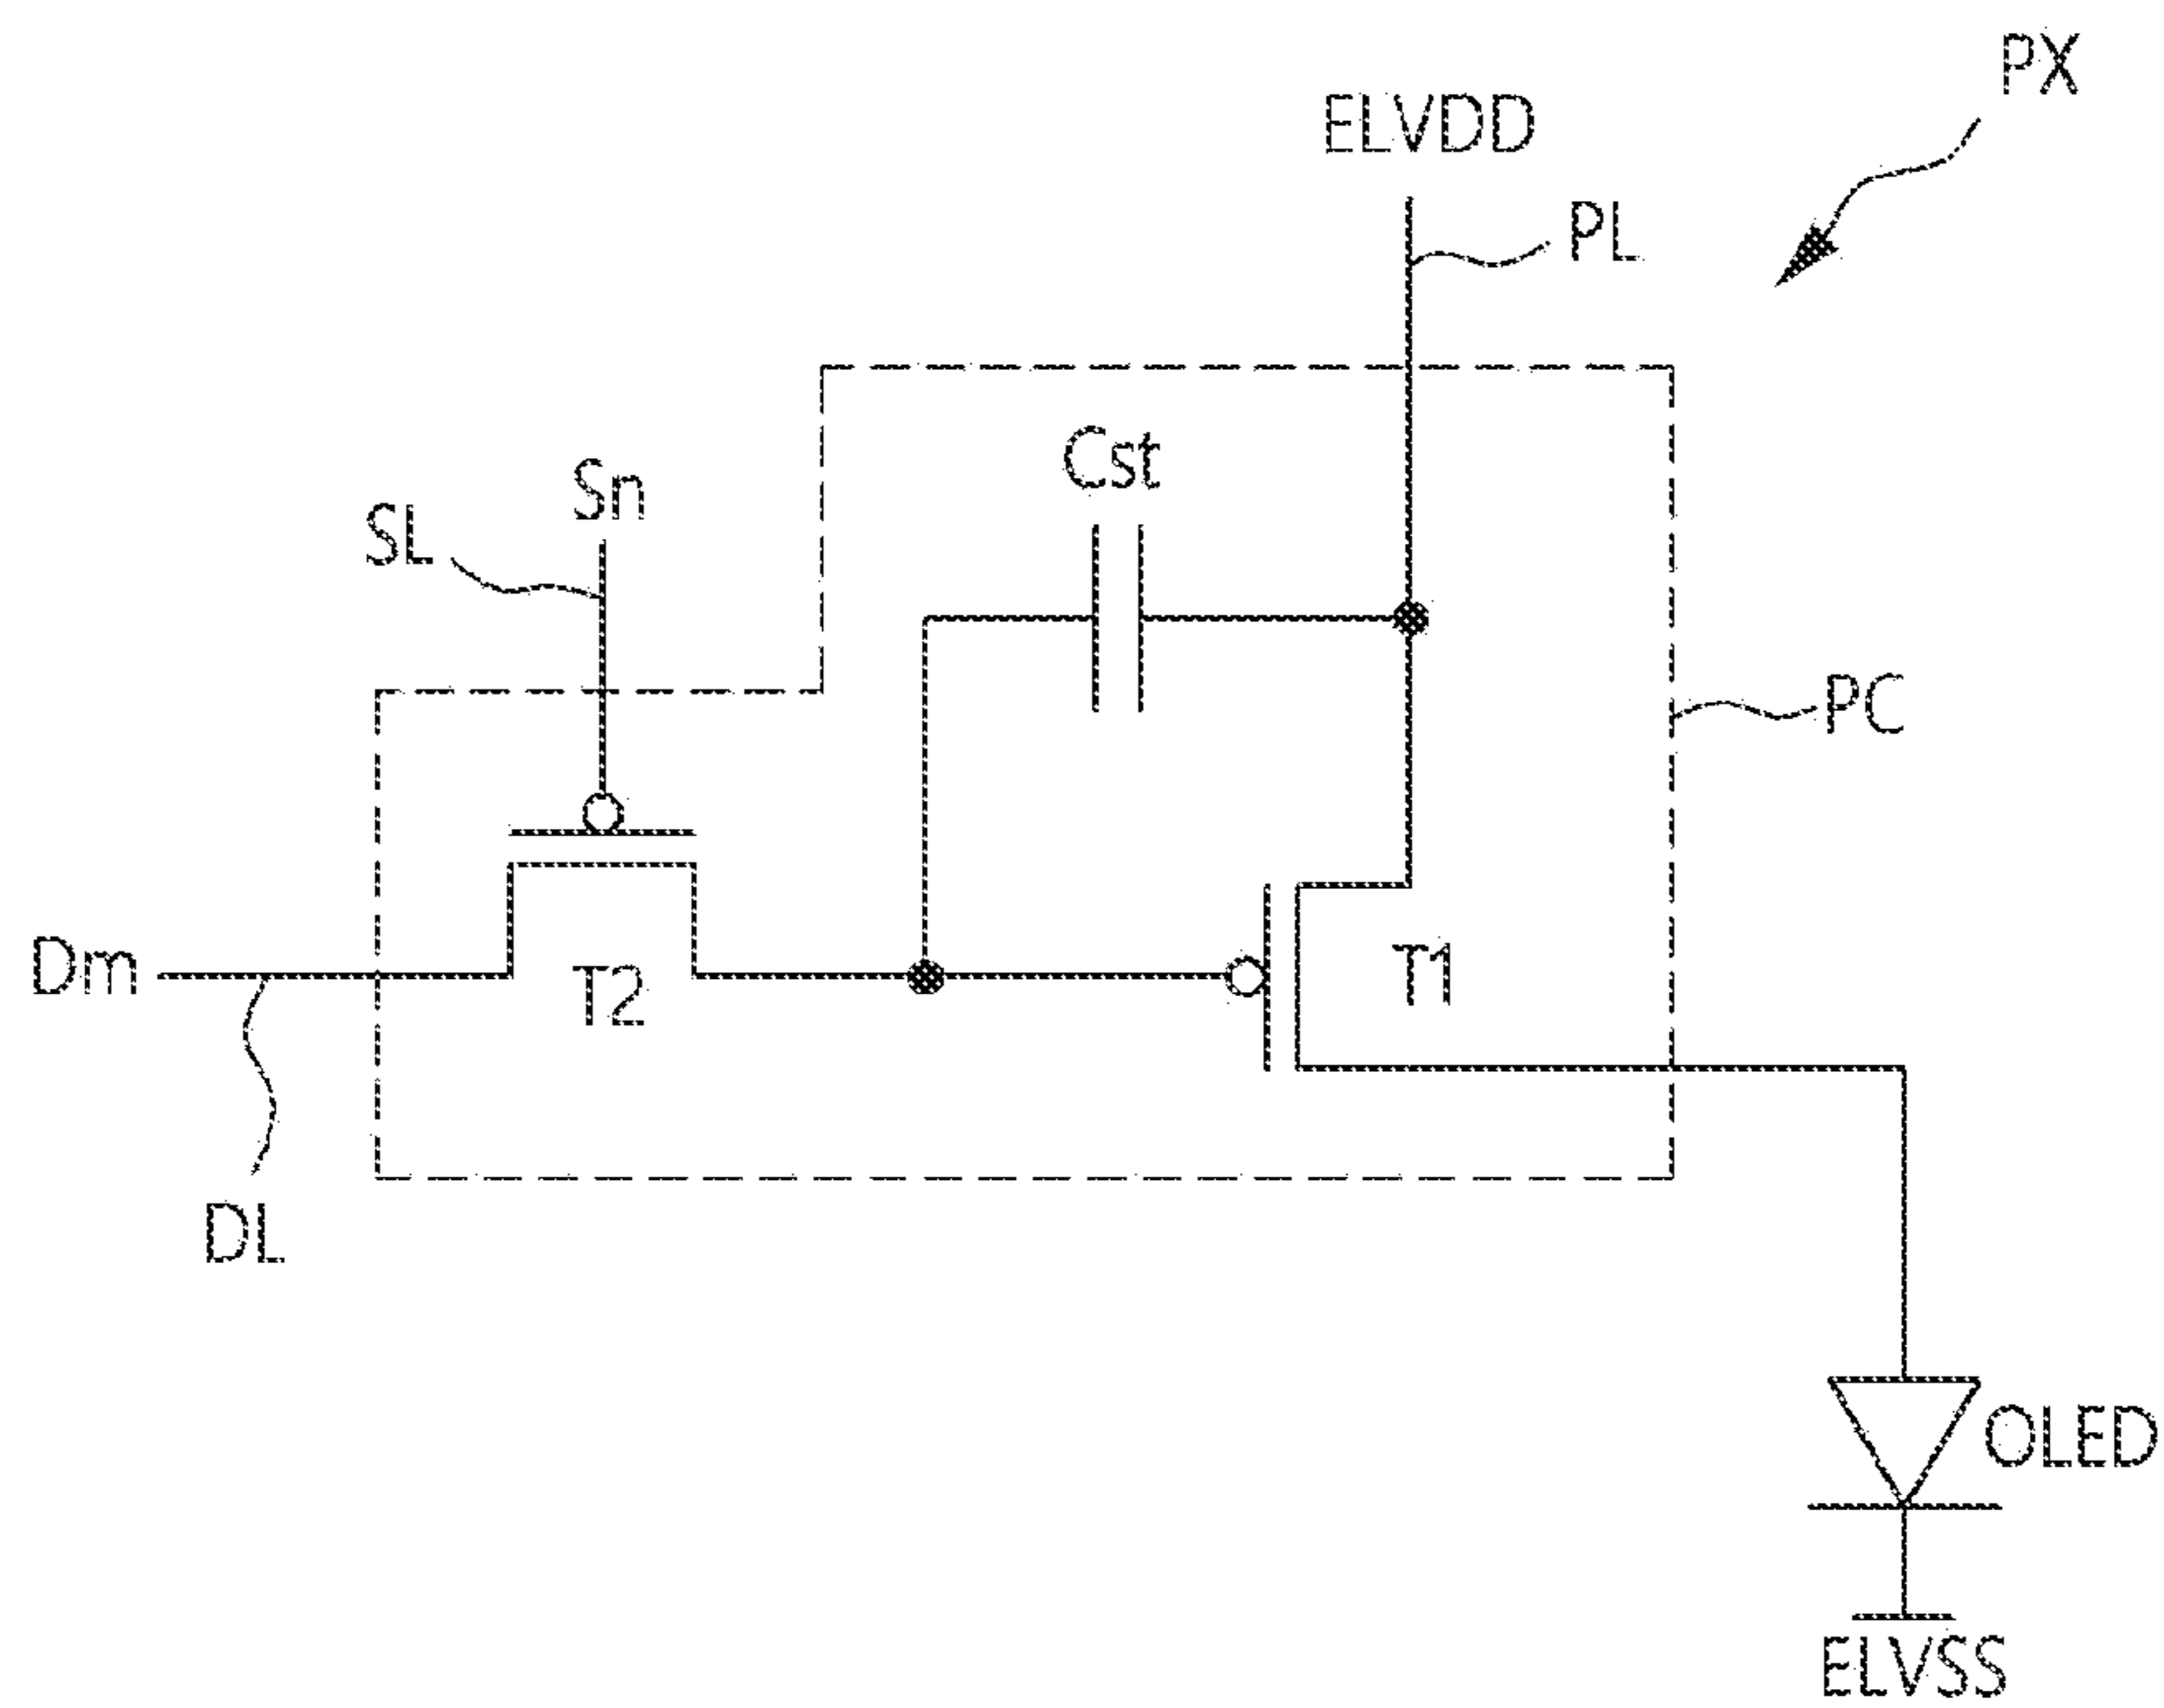 PX
ELVDD
PL
Cst
Sn
SL
PC
Dm
T2
T1
DL
OLED
ELVSS